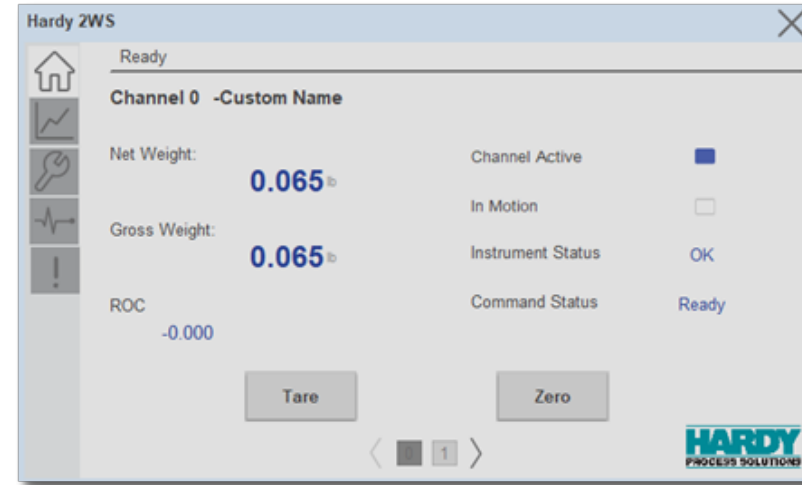 Hardy 2WS
Ready
Channel 0 -Custom Name
Net Weight:
0.065 lb
Gross Weight:
0.065 lb
ROC
-0.000
Channel Active
In Motion
Instrument Status OK
Command Status Ready
Tare Zero
0 1
HARDY
PROCESS SOLUTIONS